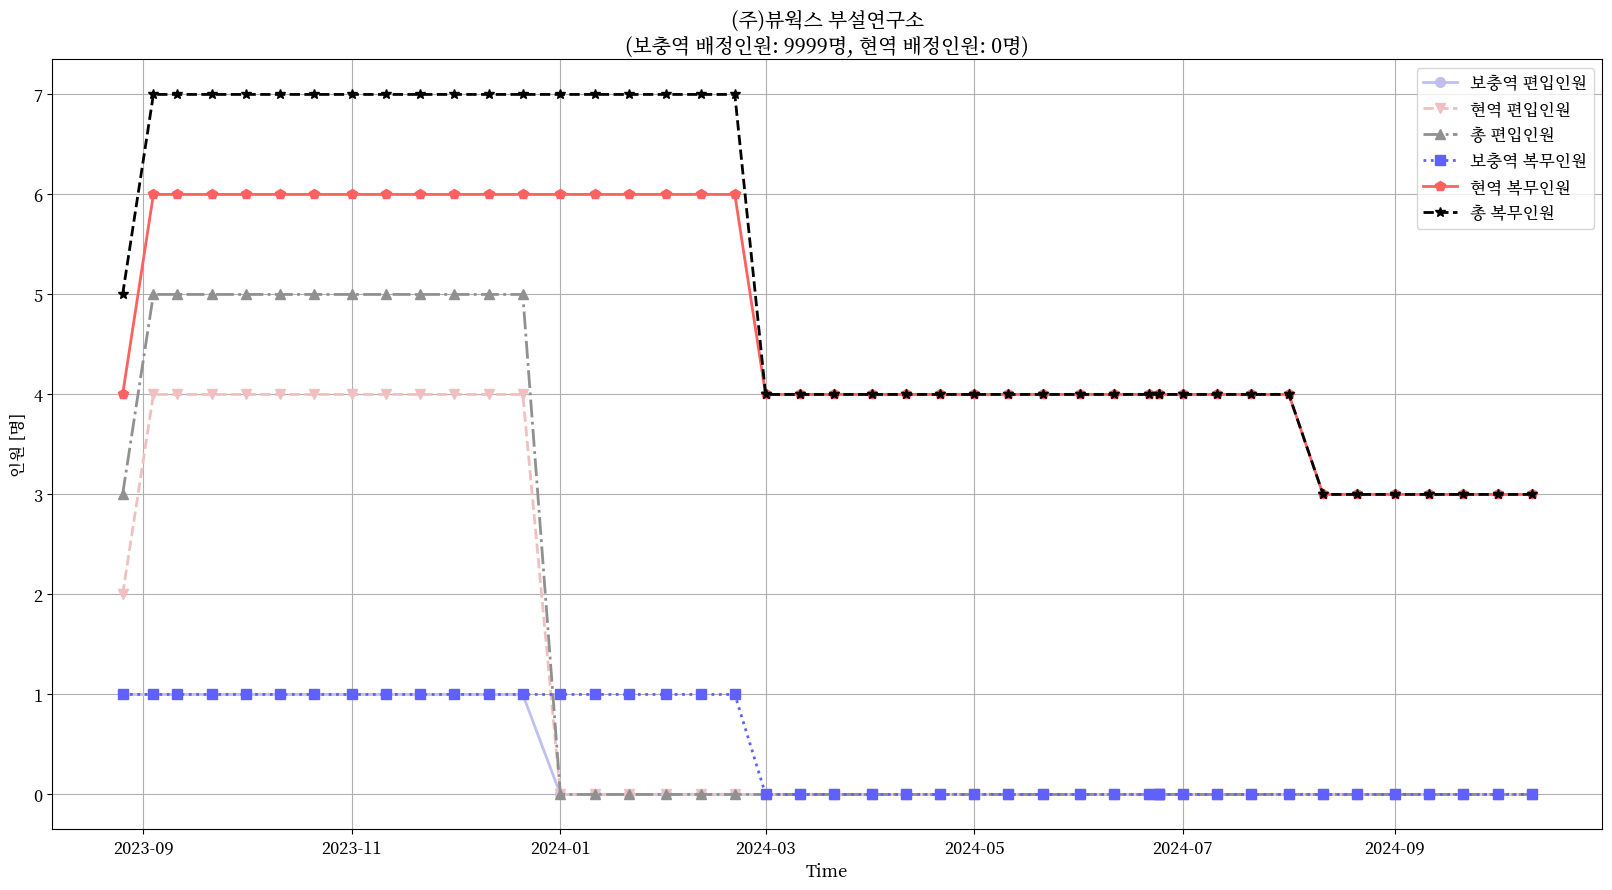 (주)뷰웍스 부설연구소
(보충역 배정인원: 9999명, 현역 배정인원: 0명)
보충역 편입인원
현역 편입인원
총 편입인원
보충역 복무인원
현역 복무인원
총 복무인원
인원 [명]
7
6
5
4
3
2
1
0
2023-09 2023-11 2024-01 2024-03 2024-05 2024-07 2024-09
Time